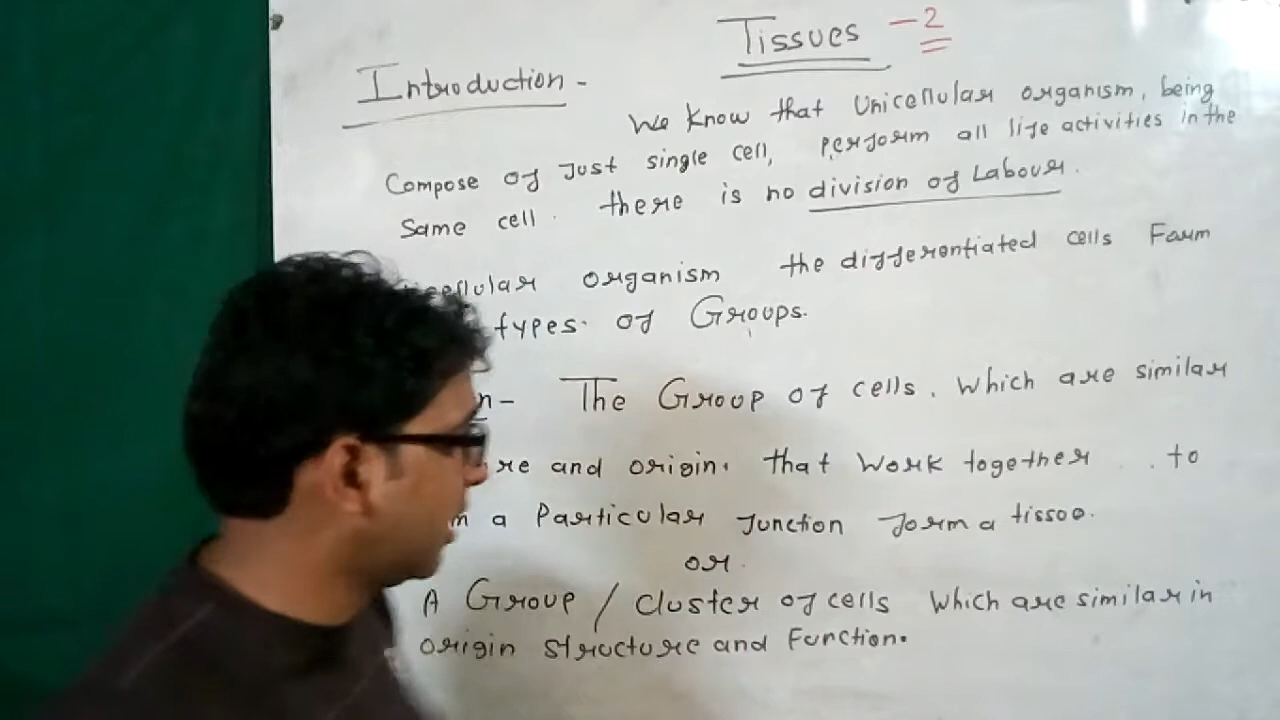 Tissues - 2
Introduction -
We know that Unicellular organism, being
Compose of Just single cell, perform all life activities in the
Same cell. there is no division of Labour.
organism the differentiated cells Form
types. of Groups.
The Group of cells. Which are similar
and origin. that work together to
a Particular function form a tissoo.
or.
A Group / cluster of cells which are similar in
origin structure and Function.